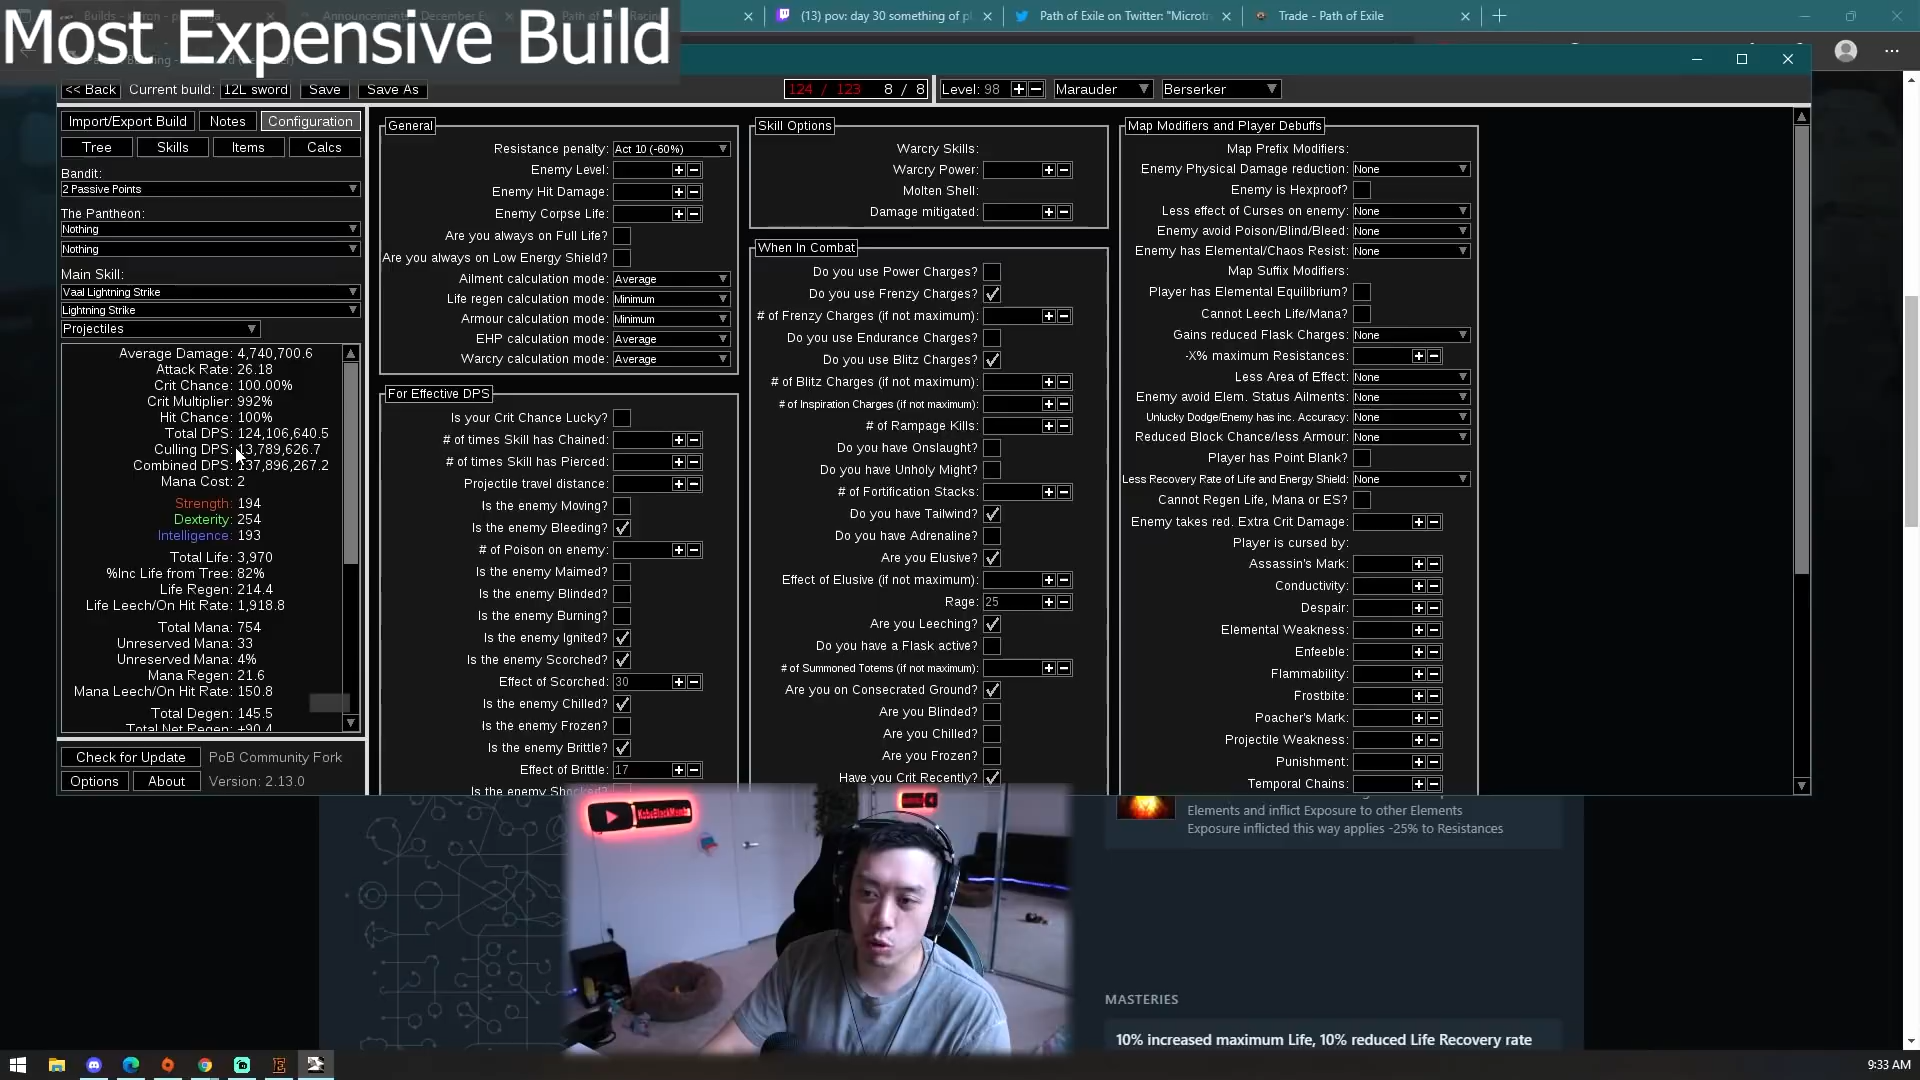 Most Expensive Build
(13) pov: day 30 something of p
Path of Exile on Twitter: "Microtr
Trade - Path of Exile
<< Back
Current build:
12L sword
Save
Save As
124 / 123
8 / 8
Level: 98
Marauder
Berserker
Import/Export Build
Notes
Configuration
Tree
Skills
Items
Calcs
Bandit:
2 Passive Points
The Pantheon:
Nothing
Nothing
Main Skill:
Vaal Lightning Strike
Lightning Strike
Projectiles
Average Damage: 4,740,700.6
Attack Rate: 26.18
Crit Chance: 100.00%
Crit Multiplier: 992%
Hit Chance: 100%
Total DPS: 124,106,640.5
Culling DPS: 13,789,626.7
Combined DPS: 137,896,267.2
Mana Cost: 2
Strength: 194
Dexterity: 254
Intelligence: 193
Total Life: 3,970
%Inc Life from Tree: 82%
Life Regen: 214.4
Life Leech/On Hit Rate: 1,918.8
Total Mana: 754
Unreserved Mana: 33
Unreserved Mana: 4%
Mana Regen: 21.6
Mana Leech/On Hit Rate: 150.8
Total Degen: 145.5
Total Net Regen: +90.4
Check for Update
PoB Community Fork
Options
About
Version: 2.13.0
General
Resistance penalty: Act 10 (-60%)
Enemy Level:
Enemy Hit Damage:
Enemy Corpse Life:
Are you always on Full Life?
Are you always on Low Energy Shield?
Ailment calculation mode: Average
Life regen calculation mode: Minimum
Armour calculation mode: Minimum
EHP calculation mode: Average
Warcry calculation mode: Average
For Effective DPS
Is your Crit Chance Lucky?
# of times Skill has Chained:
# of times Skill has Pierced:
Projectile travel distance:
Is the enemy Moving?
Is the enemy Bleeding?
# of Poison on enemy:
Is the enemy Maimed?
Is the enemy Blinded?
Is the enemy Burning?
Is the enemy Ignited?
Is the enemy Scorched?
Effect of Scorched: 30
Is the enemy Chilled?
Is the enemy Frozen?
Is the enemy Brittle?
Effect of Brittle: 17
Is the enemy Shocked?
Skill Options
Warcry Skills:
Warcry Power:
Molten Shell:
Damage mitigated:
When In Combat
Do you use Power Charges?
Do you use Frenzy Charges?
# of Frenzy Charges (if not maximum):
Do you use Endurance Charges?
Do you use Blitz Charges?
# of Blitz Charges (if not maximum):
# of Inspiration Charges (if not maximum):
# of Rampage Kills:
Do you have Onslaught?
Do you have Unholy Might?
# of Fortification Stacks:
Do you have Tailwind?
Do you have Adrenaline?
Are you Elusive?
Effect of Elusive (if not maximum):
Rage: 25
Are you Leeching?
Do you have a Flask active?
# of Summoned Totems (if not maximum):
Are you on Consecrated Ground?
Are you Blinded?
Are you Chilled?
Are you Frozen?
Have you Crit Recently?
Map Modifiers and Player Debuffs
Map Prefix Modifiers:
Enemy Physical Damage reduction: None
Enemy is Hexproof?
Less effect of Curses on enemy: None
Enemy avoid Poison/Blind/Bleed: None
Enemy has Elemental/Chaos Resist: None
Map Suffix Modifiers:
Player has Elemental Equilibrium?
Cannot Leech Life/Mana?
Gains reduced Flask Charges: None
-X% maximum Resistances:
Less Area of Effect: None
Enemy avoid Elem. Status Ailments: None
Unlucky Dodge/Enemy has inc. Accuracy: None
Reduced Block Chance/less Armour: None
Player has Point Blank?
Less Recovery Rate of Life and Energy Shield: None
Cannot Regen Life, Mana or ES?
Enemy takes red. Extra Crit Damage:
Player is cursed by:
Assassin's Mark:
Conductivity:
Despair:
Elemental Weakness:
Enfeeble:
Flammability:
Frostbite:
Poacher's Mark:
Projectile Weakness:
Punishment:
Temporal Chains:
Elements and inflict Exposure to other Elements
Exposure inflicted this way applies -25% to Resistances
MASTERIES
10% increased maximum Life, 10% reduced Life Recovery rate
KobeBlackMamba
9:33 AM